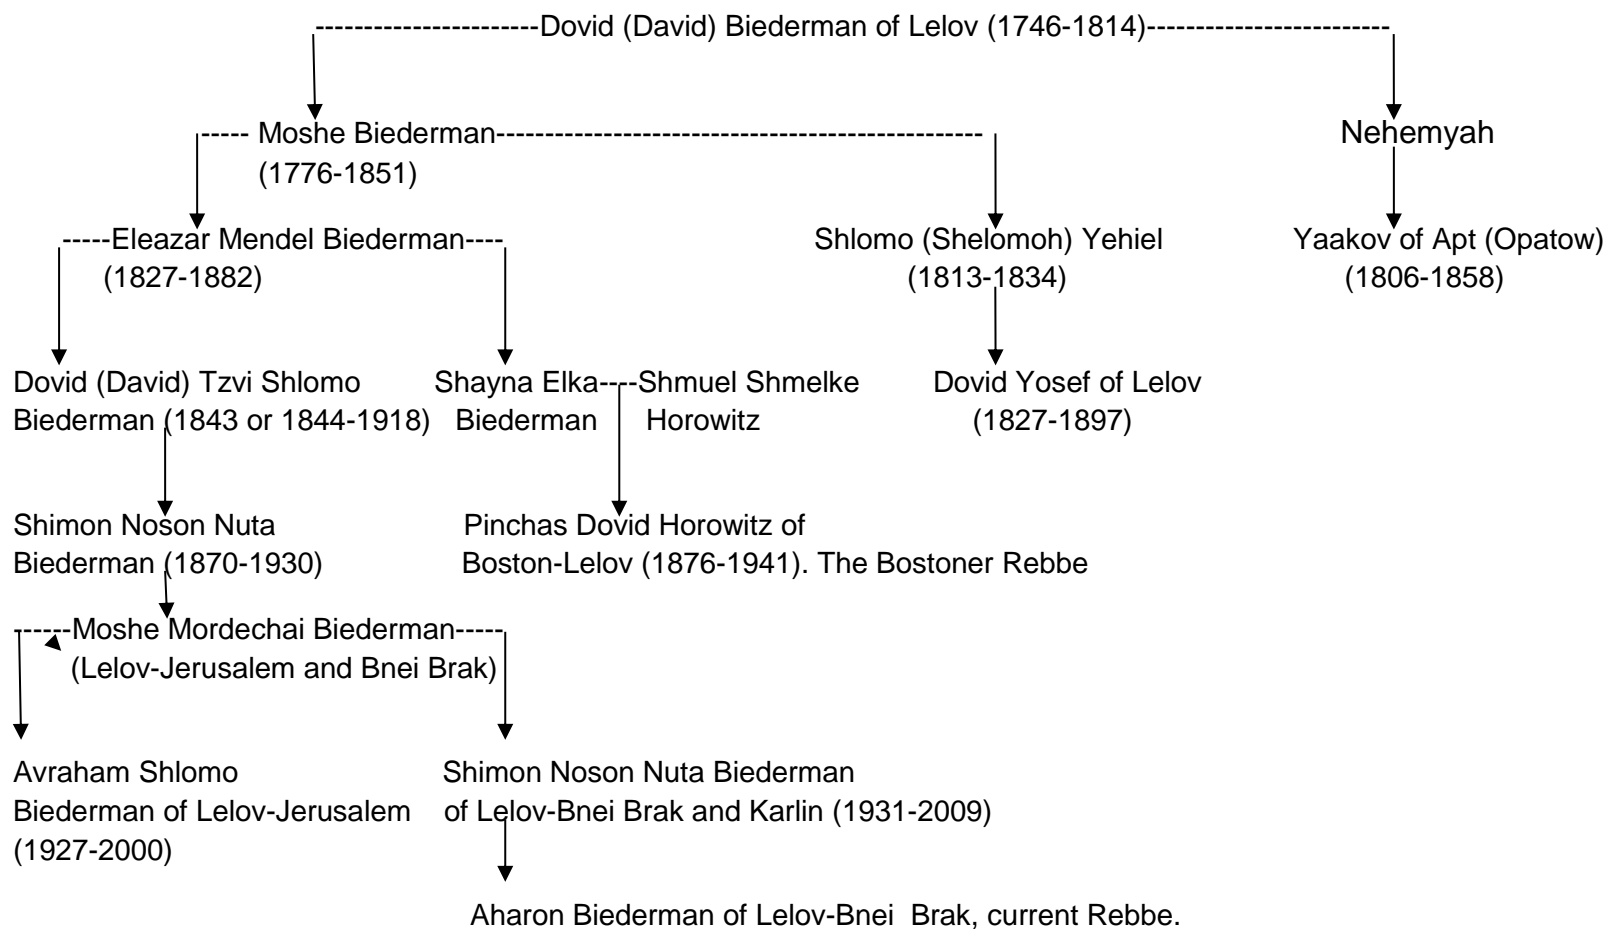 -----------------------Dovid (David) Biederman of Lelov (1746-1814)-------------------------
----- Moshe Biederman-------------------------------------------------- Nehemyah
(1776-1851)
-----Eleazar Mendel Biederman---- Shlomo (Shelomoh) Yehiel Yaakov of Apt (Opatow)
(1827-1882) (1813-1834) (1806-1858)
Dovid (David) Tzvi Shlomo Shayna Elka----Shmuel Shmelke Dovid Yosef of Lelov
Biederman (1843 or 1844-1918) Biederman Horowitz (1827-1897)
Shimon Noson Nuta Pinchas Dovid Horowitz of
Biederman (1870-1930) Boston-Lelov (1876-1941). The Bostoner Rebbe
------Moshe Mordechai Biederman-----
(Lelov-Jerusalem and Bnei Brak)
Avraham Shlomo Shimon Noson Nuta Biederman
Biederman of Lelov-Jerusalem of Lelov-Bnei Brak and Karlin (1931-2009)
(1927-2000)
Aharon Biederman of Lelov-Bnei Brak, current Rebbe.